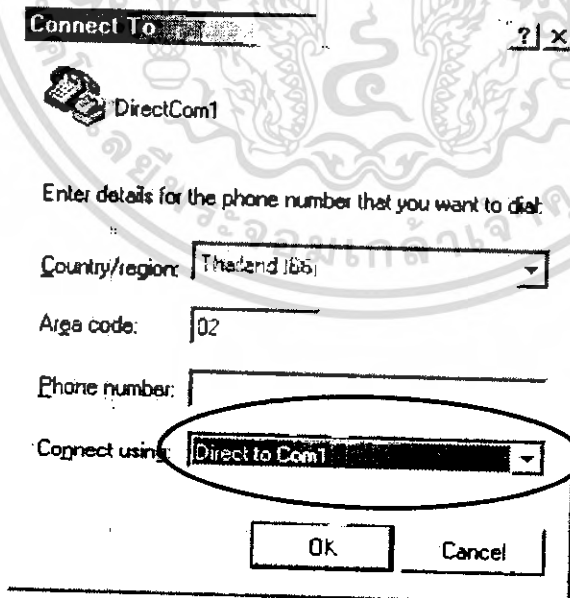 Connect To
? ×
DirectCom1
Enter details for the phone number that you want to dial:
Country/region: Thailand (66)
Area code: 02
Phone number:
Connect using: Direct to Com1
OK Cancel